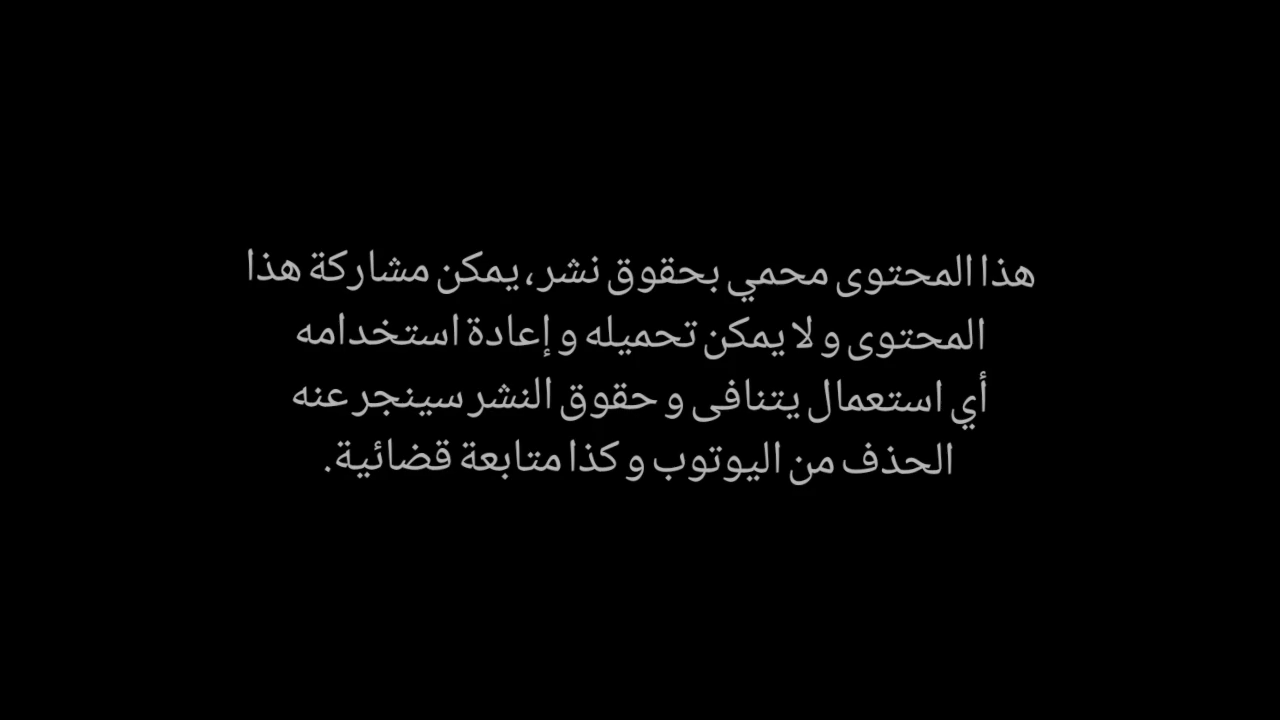 هذا المحتوى محمي بحقوق نشر، يمكن مشاركة هذا
المحتوى و لا يمكن تحميله و إعادة استخدامه
أي استعمال يتنافى و حقوق النشر سينجر عنه
الحذف من اليوتوب و كذا متابعة قضائية.